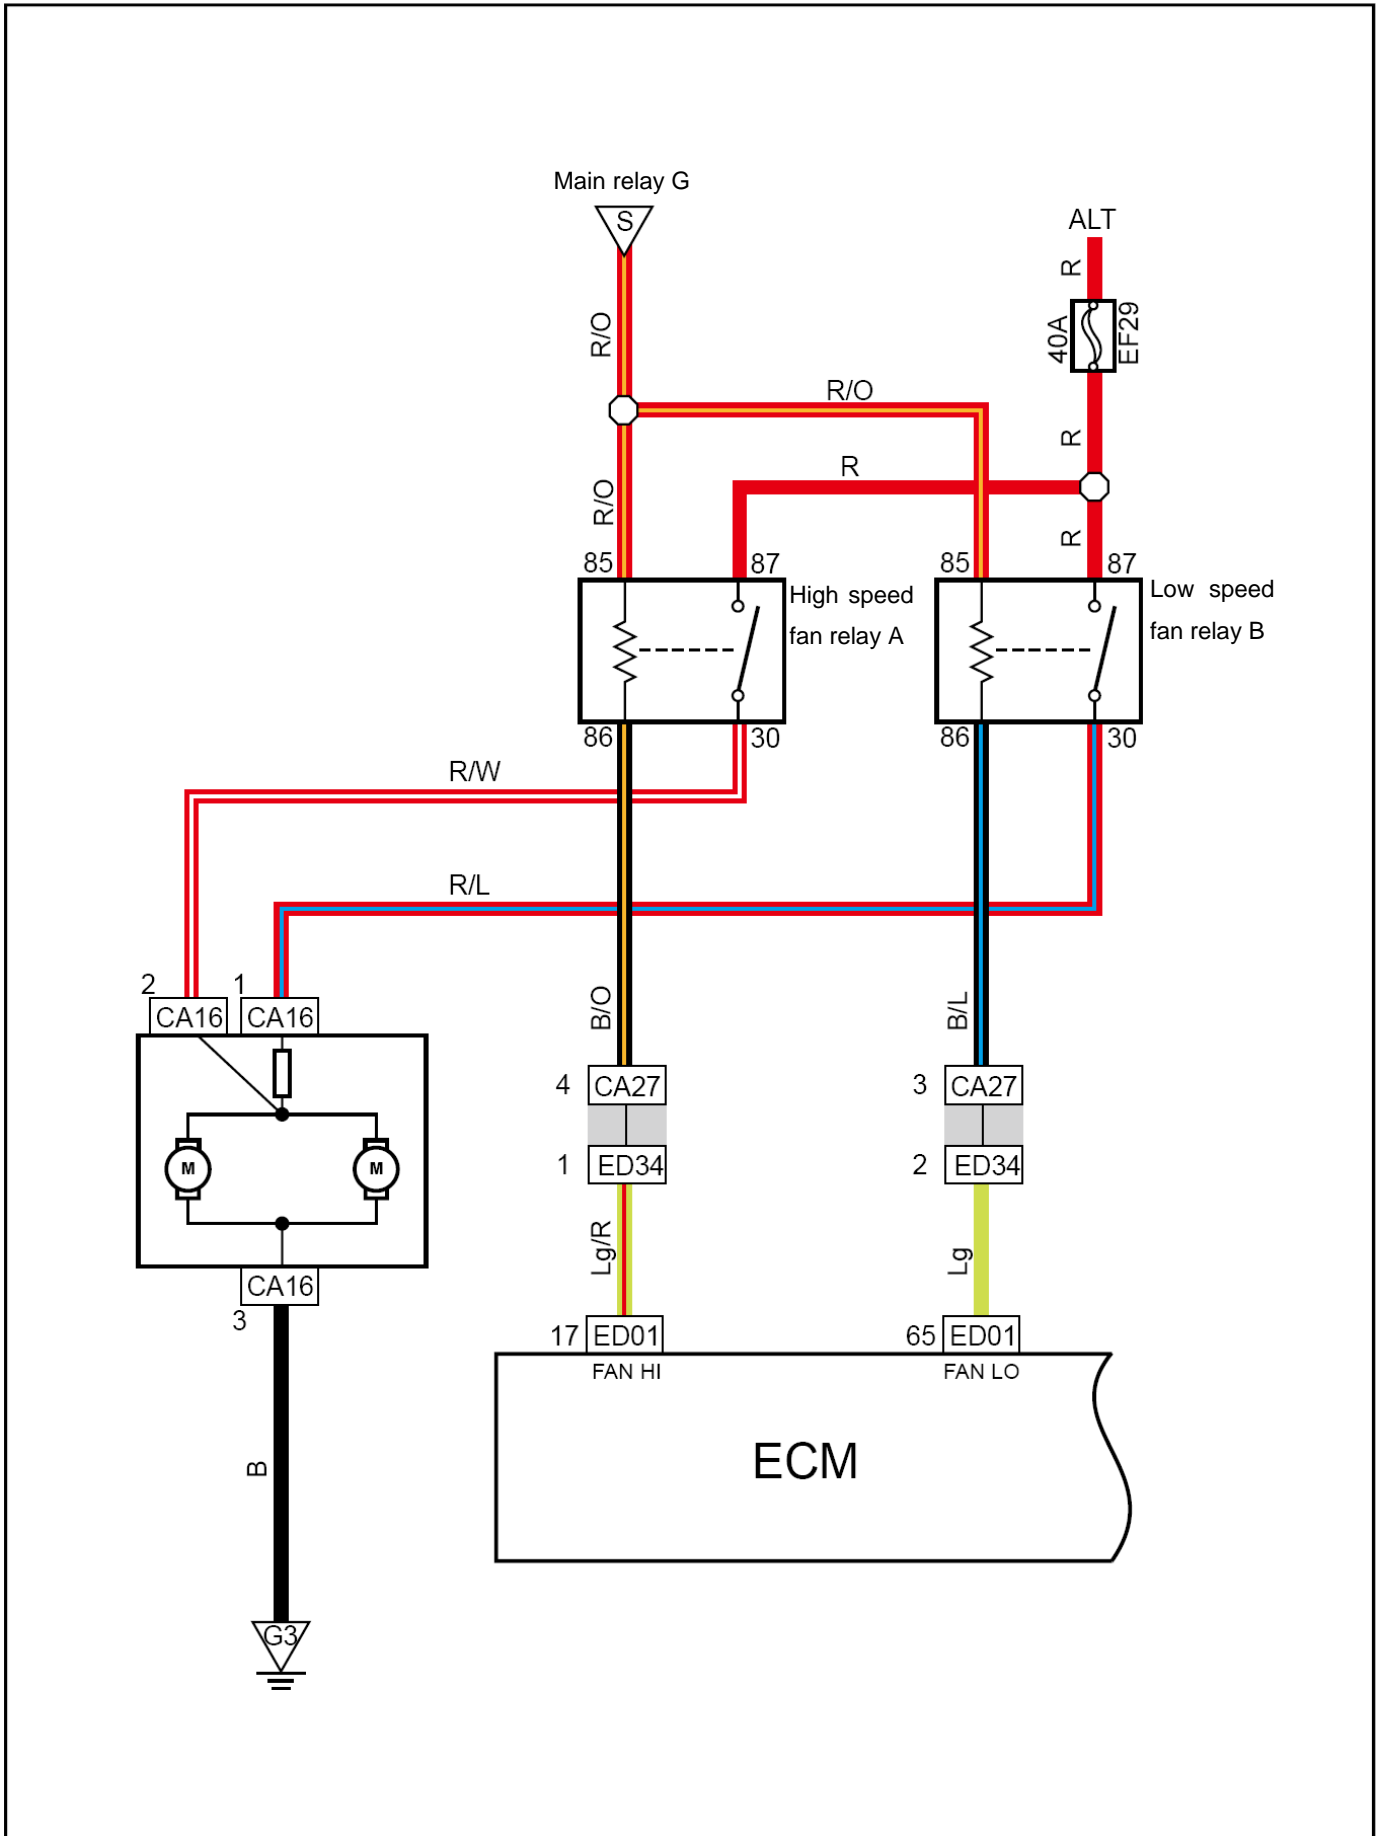 Main relay G
S
ALT
R
40A
EF29
R/O
R/O
R
R
R/O
R
85
87
High speed
fan relay A
85
87
Low speed
fan relay B
86
30
86
30
R/W
R/L
2
1
CA16
CA16
B/O
B/L
4
CA27
3
CA27
M
M
1
ED34
2
ED34
Lg/R
Lg
CA16
3
17
ED01
65
ED01
FAN HI
FAN LO
ECM
B
G3